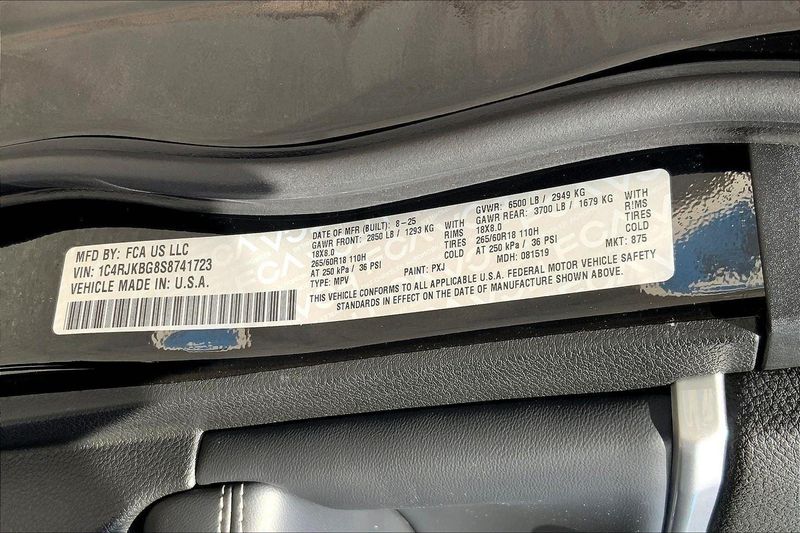 MFD BY: FCA US LLC
VIN: 1C4RJKBG8S8741723
VEHICLE MADE IN: U.S.A.
DATE OF MFR (BUILT): 8-25
GAWR FRONT: 2850 LB / 1293 KG WITH
18X8.0 RIMS
265/60R18 110H TIRES
AT 250 kPa / 36 PSI COLD
TYPE: MPV PAINT: PXJ
GVWR: 6500 LB / 2949 KG
GAWR REAR: 3700 LB / 1679 KG WITH
18X8.0 RIMS
265/60R18 110H TIRES
AT 250 kPa / 36 PSI COLD
MDH: 081519 MKT: 875
THIS VEHICLE CONFORMS TO ALL APPLICABLE U.S.A. FEDERAL MOTOR VEHICLE SAFETY
STANDARDS IN EFFECT ON THE DATE OF MANUFACTURE SHOWN ABOVE.